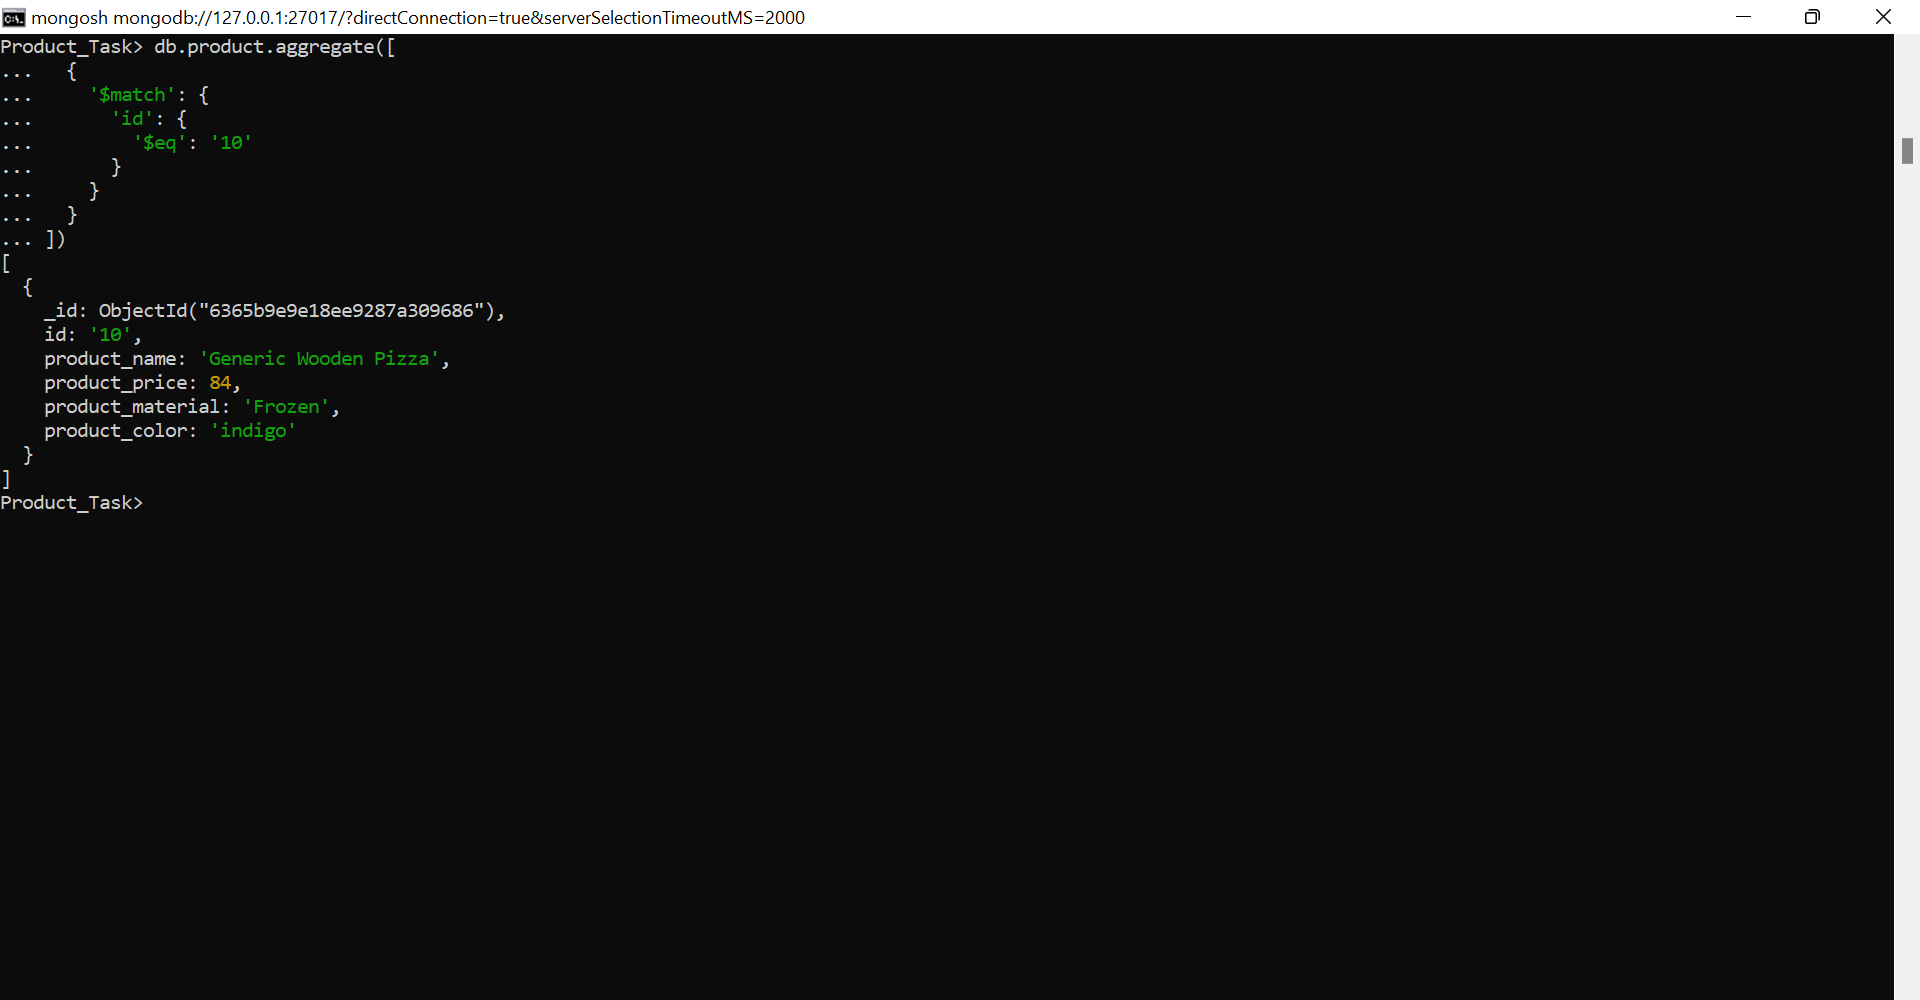 mongosh mongodb://127.0.0.1:27017/?directConnection=true&serverSelectionTimeoutMS=2000
Product_Task> db.product.aggregate([
...   {
...     '$match': {
...       'id': {
...         '$eq': '10'
...       }
...     }
...   }
... ])
[
  {
    _id: ObjectId("6365b9e9e18ee9287a309686"),
    id: '10',
    product_name: 'Generic Wooden Pizza',
    product_price: 84,
    product_material: 'Frozen',
    product_color: 'indigo'
  }
]
Product_Task>